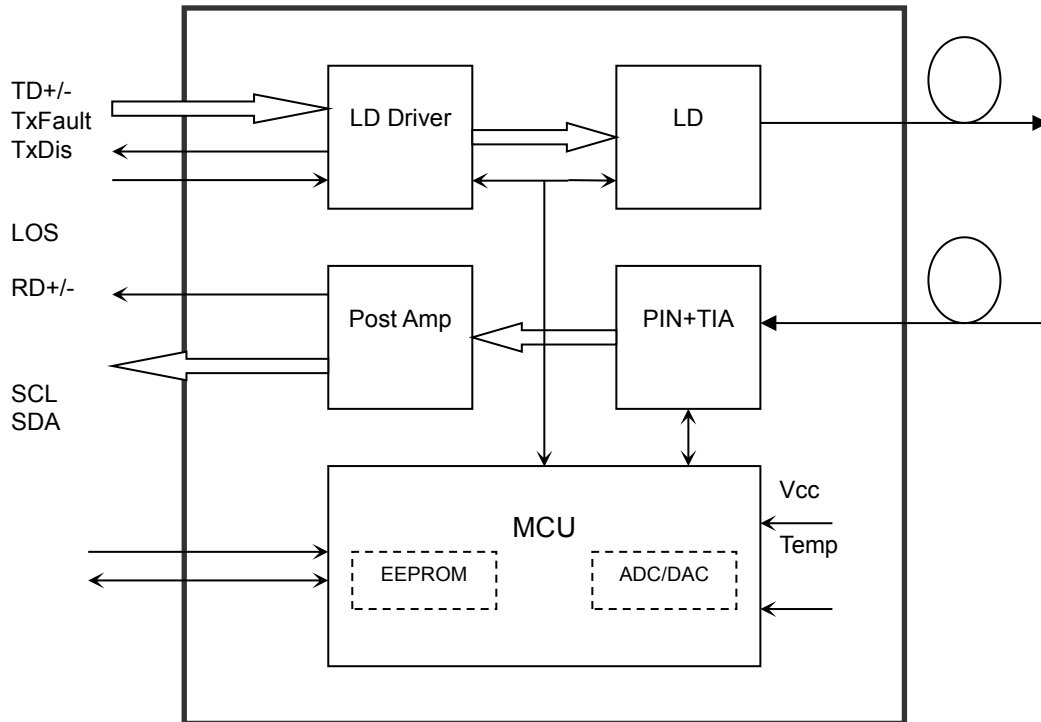 TD+/-
TxFault
TxDis
LOS
RD+/-
SCL
SDA
LD Driver
LD
Post Amp
PIN+TIA
MCU
EEPROM
ADC/DAC
Vcc
Temp